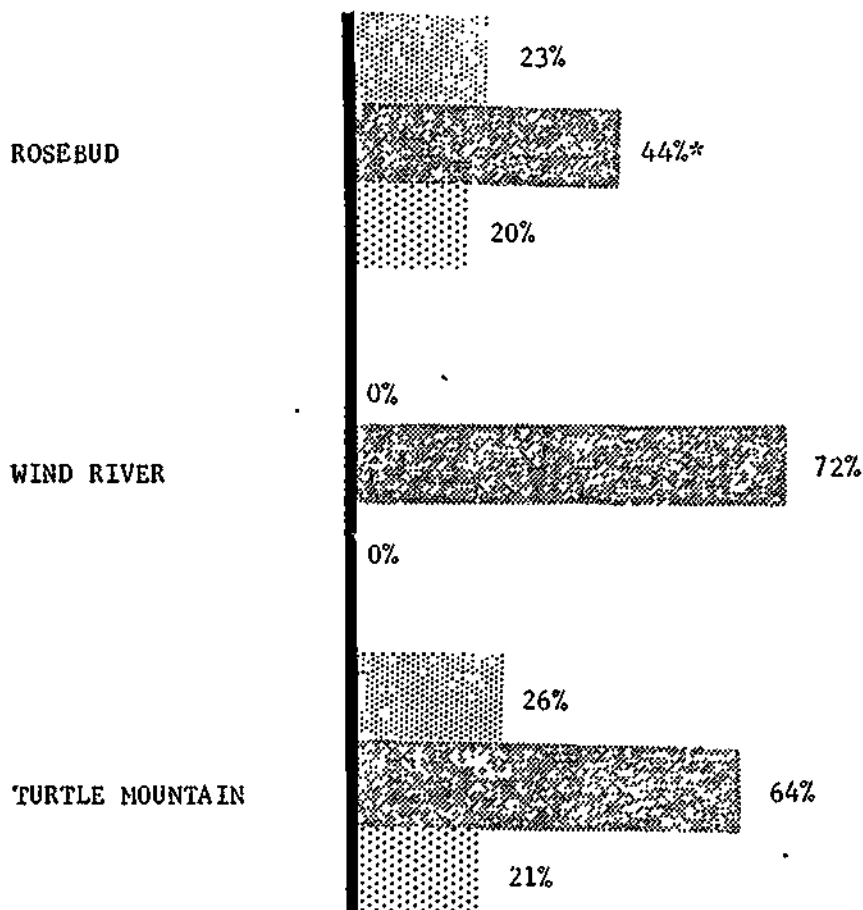 23%
ROSEBUD 44%*
20%
0%
WIND RIVER 72%
0%
26%
TURTLE MOUNTAIN 64%
21%